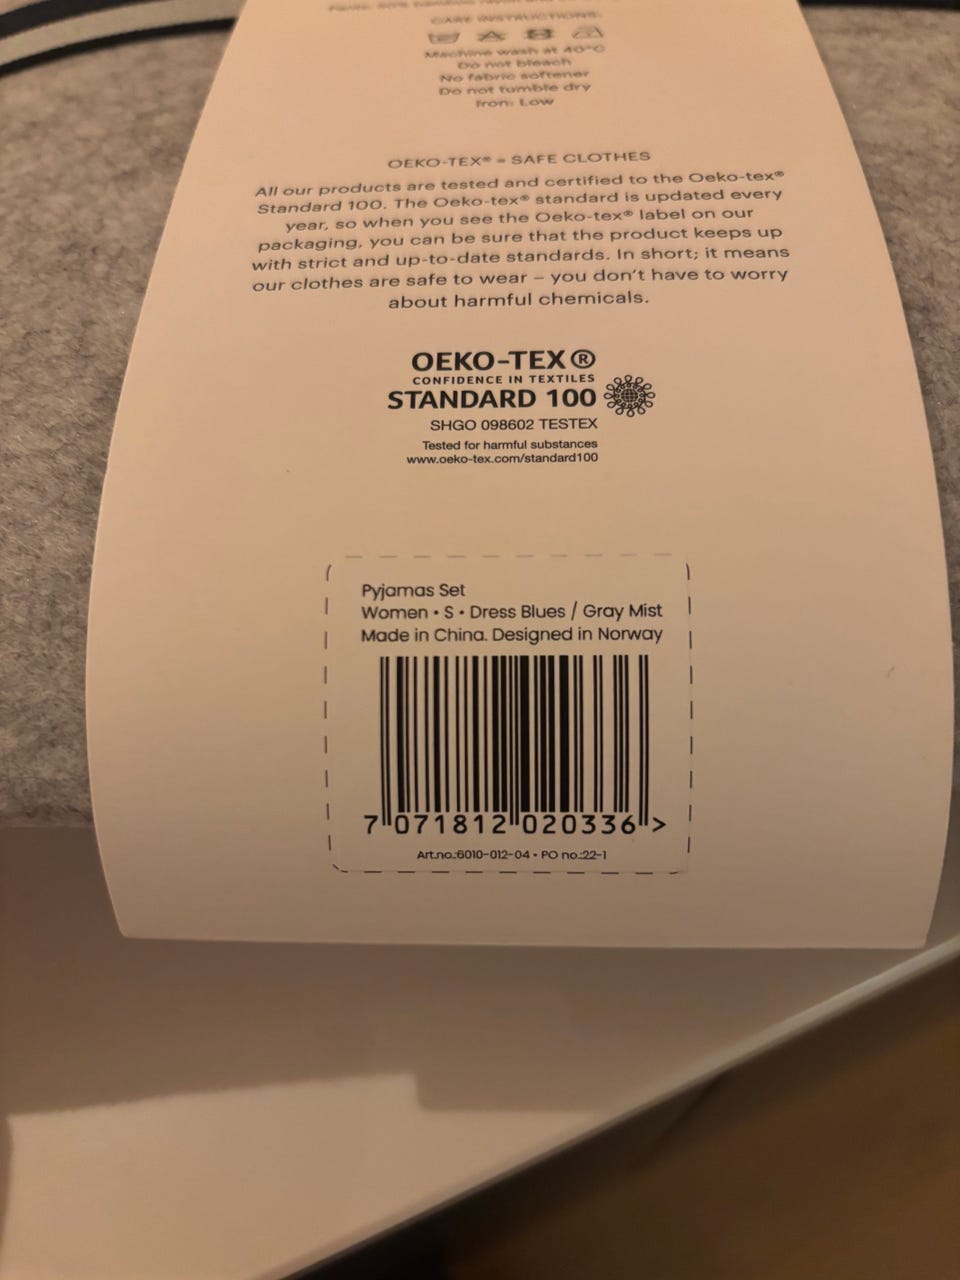 CARE INSTRUCTIONS:
Machine wash at 40°C
Do not bleach
No fabric softener
Do not tumble dry
Iron: Low
OEKO-TEX® = SAFE CLOTHES
All our products are tested and certified to the Oeko-tex®
Standard 100. The Oeko-tex® standard is updated every
year, so when you see the Oeko-tex® label on our
packaging, you can be sure that the product keeps up
with strict and up-to-date standards. In short; it means
our clothes are safe to wear – you don't have to worry
about harmful chemicals.
OEKO-TEX®
CONFIDENCE IN TEXTILES
STANDARD 100
SHGO 098602 TESTEX
Tested for harmful substances
www.oeko-tex.com/standard100
Pyjamas Set
Women • S • Dress Blues / Gray Mist
Made in China. Designed in Norway
7 071812 020336 >
Art.no.:6010-012-04 • PO no.:22-1